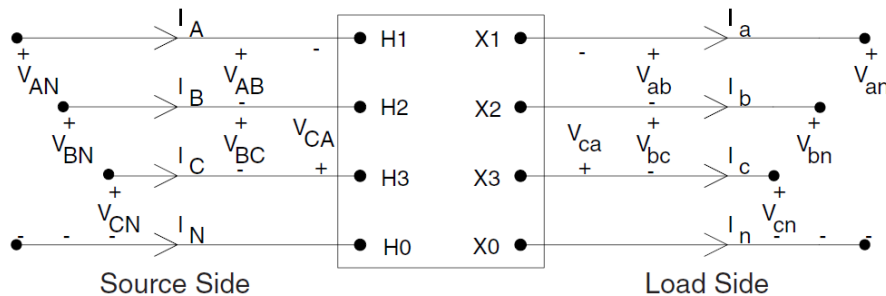 I A H1 X1 I a
+ + - - + +
V AN V AB V ab V an
I B H2 X2 I b
+ - + - + +
V BN V BC V CA V ca V bc V bn
I C H3 X3 I c
+ - + + - +
V CN V cn
- - - I N H0 X0 I n - - -
Source Side Load Side